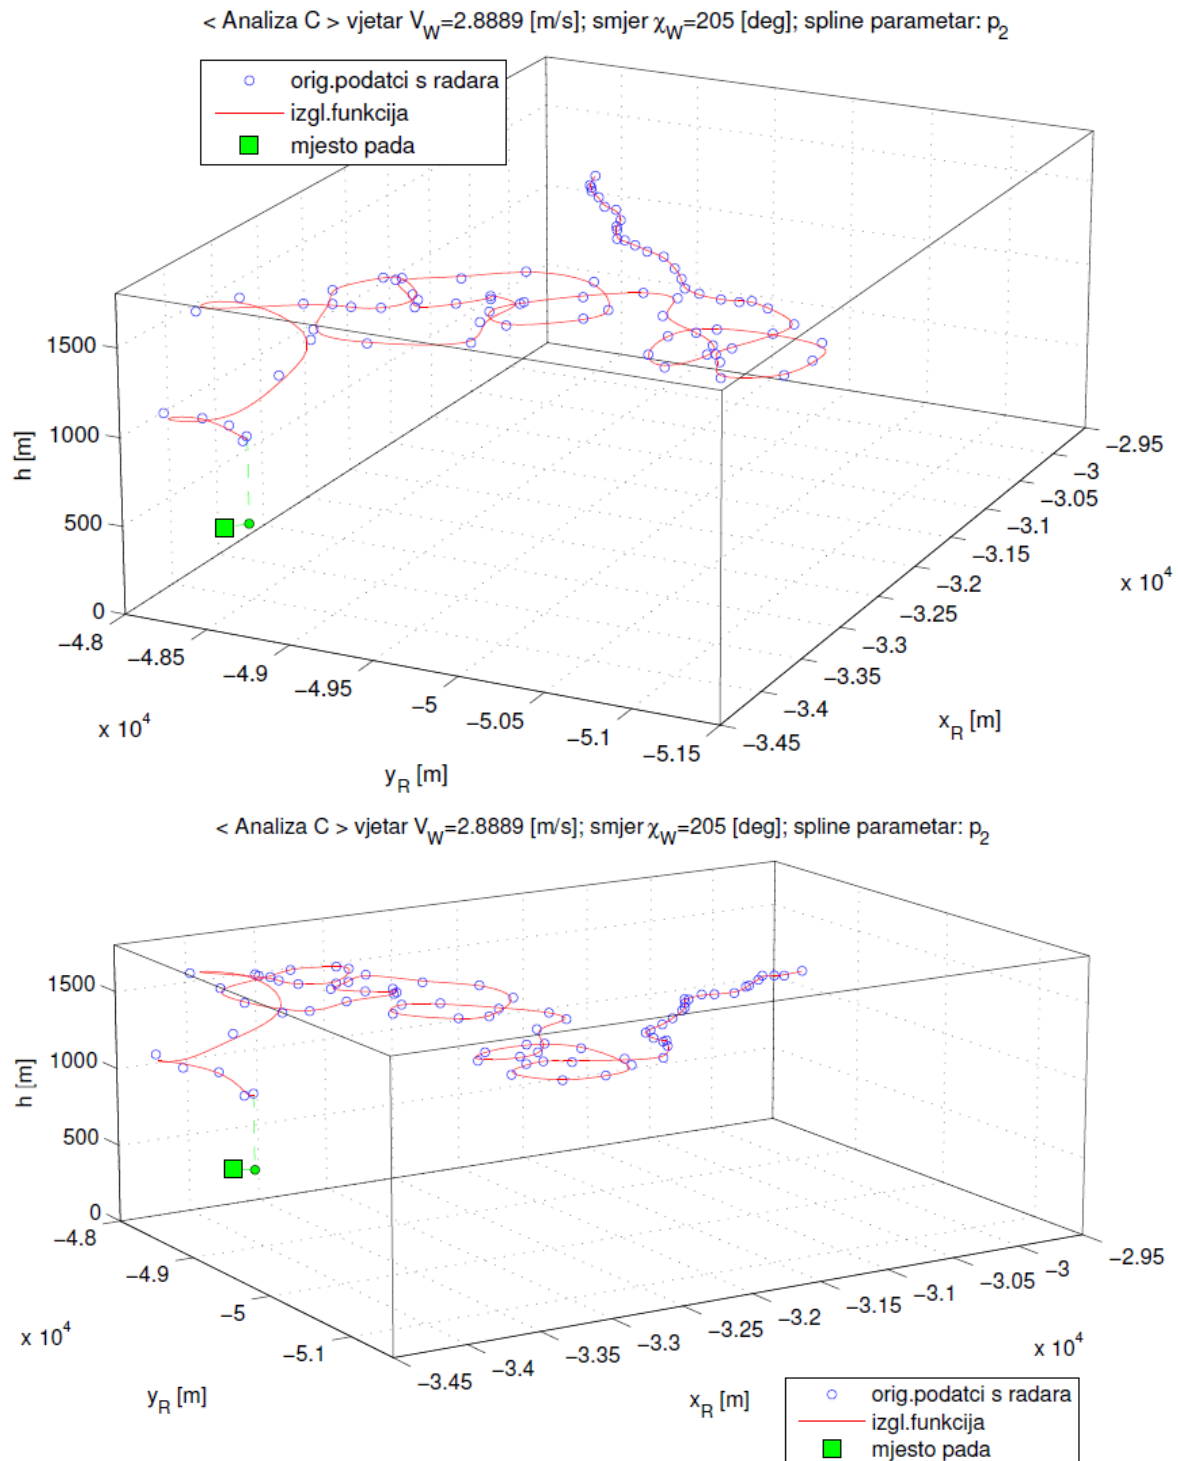 < Analiza C > vjetar V_W=2.8889 [m/s]; smjer χ_W=205 [deg]; spline parametar: p_2
orig.podatci s radara
izgl.funkcija
mjesto pada
1500
1000
500
0
h [m]
−4.8
−4.85
−4.9
−4.95
−5
−5.05
−5.1
−5.15
x 10^4
y_R [m]
−2.95
−3
−3.05
−3.1
−3.15
−3.2
−3.25
−3.3
−3.35
−3.4
−3.45
x 10^4
x_R [m]
< Analiza C > vjetar V_W=2.8889 [m/s]; smjer χ_W=205 [deg]; spline parametar: p_2
1500
1000
500
0
h [m]
−4.8
−4.9
−5
−5.1
x 10^4
y_R [m]
−2.95
−3
−3.05
−3.1
−3.15
−3.2
−3.25
−3.3
−3.35
−3.4
−3.45
x 10^4
x_R [m]
orig.podatci s radara
izgl.funkcija
mjesto pada